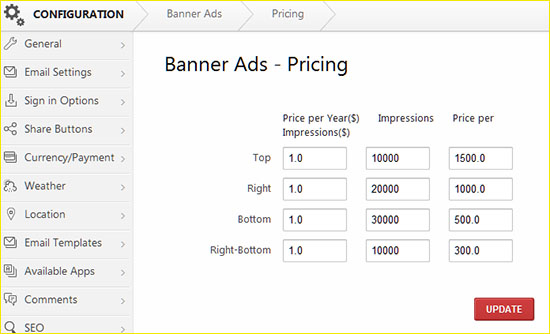 CONFIGURATION Banner Ads Pricing
General
Email Settings
Sign in Options
Share Buttons
Currency/Payment
Weather
Location
Email Templates
Available Apps
Comments
SEO
Banner Ads - Pricing
Price per Year($) Impressions Price per
Impressions($)
Top 1.0 10000 1500.0
Right 1.0 20000 1000.0
Bottom 1.0 30000 500.0
Right-Bottom 1.0 10000 300.0
UPDATE